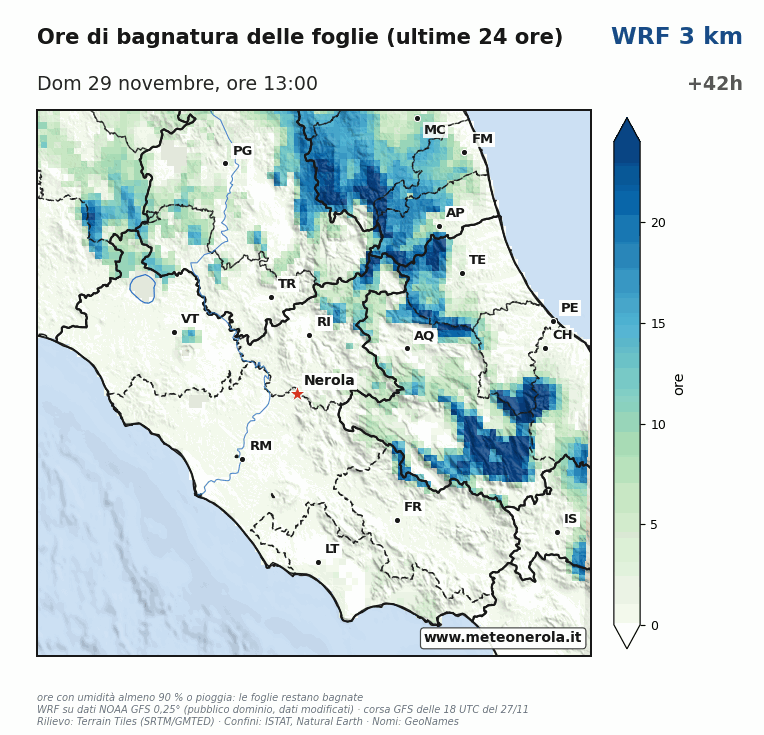 Ore di bagnatura delle foglie (ultime 24 ore)
WRF 3 km
Dom 29 novembre, ore 13:00
+42h
MC
FM
PG
AP
TE
TR
PE
VT
RI
CH
AQ
Nerola
RM
FR
IS
LT
www.meteonerola.it
20
15
10
5
0
ore
ore con umidità almeno 90 % o pioggia: le foglie restano bagnate
WRF su dati NOAA GFS 0,25° (pubblico dominio, dati modificati) · corsa GFS delle 18 UTC del 27/11
Rilievo: Terrain Tiles (SRTM/GMTED) · Confini: ISTAT, Natural Earth · Nomi: GeoNames